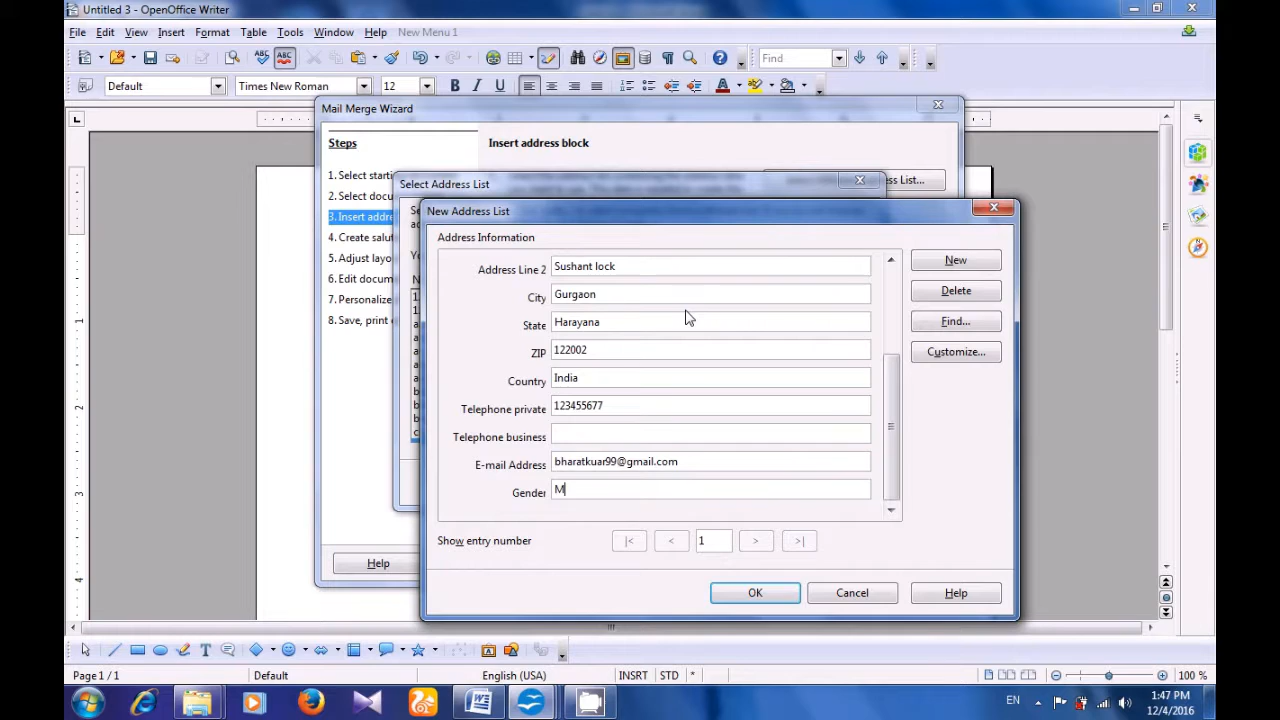 Untitled 3 - OpenOffice Writer
File Edit View Insert Format Table Tools Window Help New Menu 1
Find
Default Times New Roman 12
Mail Merge Wizard
Steps
Insert address block
1. Select starti
2. Select docu
3. Insert addre
4. Create salut
5. Adjust layo
6. Edit docum
7. Personalize
8. Save, print
ess List...
Select Address List
New Address List
Address Information
Address Line 2 Sushant lock
City Gurgaon
State Harayana
ZIP 122002
Country India
Telephone private 123455677
Telephone business
E-mail Address bharatkuar99@gmail.com
Gender M
New
Delete
Find...
Customize...
Show entry number |< < 1 > >|
OK Cancel Help
Help
Page 1 / 1 Default English (USA) INSRT STD * 100 %
EN 1:47 PM
12/4/2016